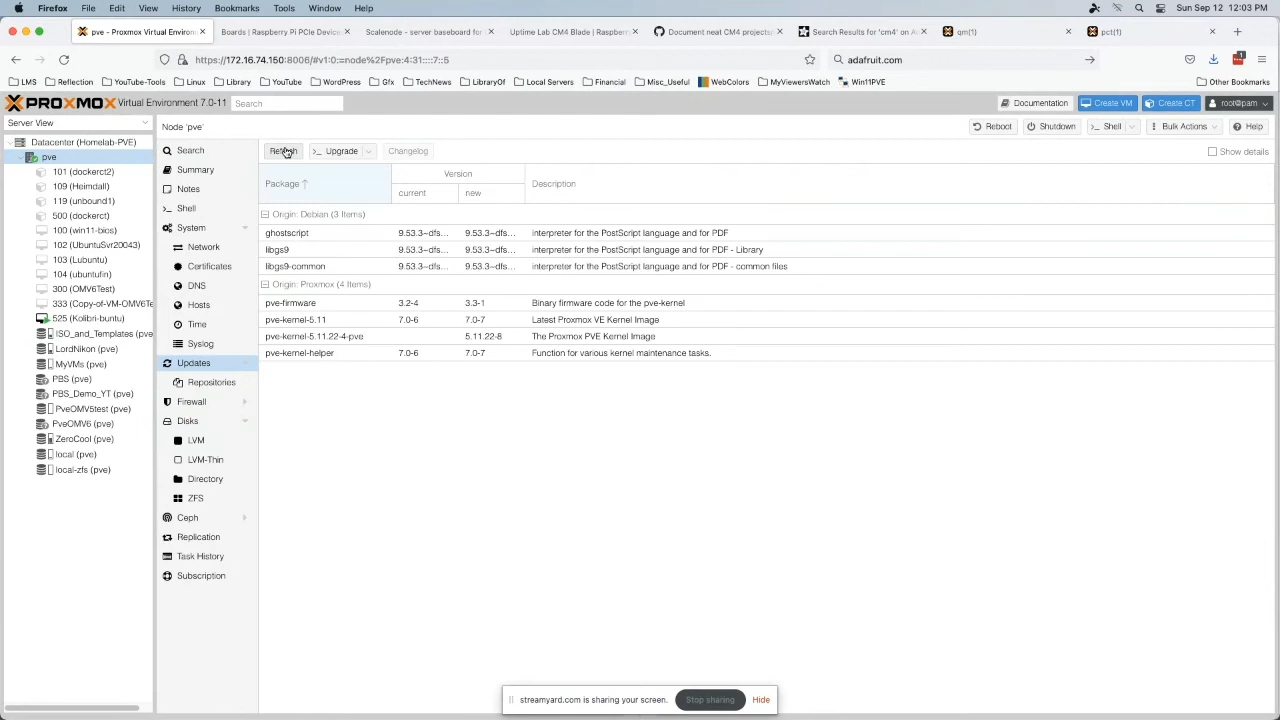 Firefox File Edit View History Bookmarks Tools Window Help Sun Sep 12 12:03 PM
pve - Proxmox Virtual Environ Boards | Raspberry Pi PCIe Devic Scalenode - server baseboard for Uptime Lab CM4 Blade | Raspber Document neat CM4 projects Search Results for 'cm4' on A qm(1) pct(1)
https://172.16.74.150:8006/#v1:0:=node%2Fpve:4:31::::7::5 adafruit.com
LMS Reflection YouTube-Tools Linux Library YouTube WordPress Gfx TechNews LibraryOf Local Servers Financial Misc_Useful WebColors MyViewersWatch Win11PVE Other Bookmarks
PROXMOX Virtual Environment 7.0-11 Search Documentation Create VM Create CT root@pam
Server View
Node 'pve' Reboot Shutdown Shell Bulk Actions Help
Datacenter (Homelab-PVE)
pve
101 (dockerct2)
109 (Heimdall)
119 (unbound1)
500 (dockerct)
100 (win11-bios)
102 (UbuntuSvr20043)
103 (Lubuntu)
104 (ubuntufin)
300 (OMV6Test)
333 (Copy-of-VM-OMV6Te
525 (Kolibri-buntu)
ISO_and_Templates (pve
LordNikon (pve)
MyVMs (pve)
PBS (pve)
PBS_Demo_YT (pve)
PveOMV5test (pve)
PveOMV6 (pve)
ZeroCool (pve)
local (pve)
local-zfs (pve)
Search
Summary
Notes
Shell
System
Network
Certificates
DNS
Hosts
Time
Syslog
Updates
Repositories
Firewall
Disks
LVM
LVM-Thin
Directory
ZFS
Ceph
Replication
Task History
Subscription
Refresh Upgrade Changelog Show details
Package Version Description
current new
Origin: Debian (3 Items)
ghostscript 9.53.3~dfs... 9.53.3~dfs... interpreter for the PostScript language and for PDF
libgs9 9.53.3~dfs... 9.53.3~dfs... interpreter for the PostScript language and for PDF - Library
libgs9-common 9.53.3~dfs... 9.53.3~dfs... interpreter for the PostScript language and for PDF - common files
Origin: Proxmox (4 Items)
pve-firmware 3.2-4 3.3-1 Binary firmware code for the pve-kernel
pve-kernel-5.11 7.0-6 7.0-7 Latest Proxmox VE Kernel Image
pve-kernel-5.11.22-4-pve 5.11.22-8 The Proxmox PVE Kernel Image
pve-kernel-helper 7.0-6 7.0-7 Function for various kernel maintenance tasks.
streamyard.com is sharing your screen. Stop sharing Hide